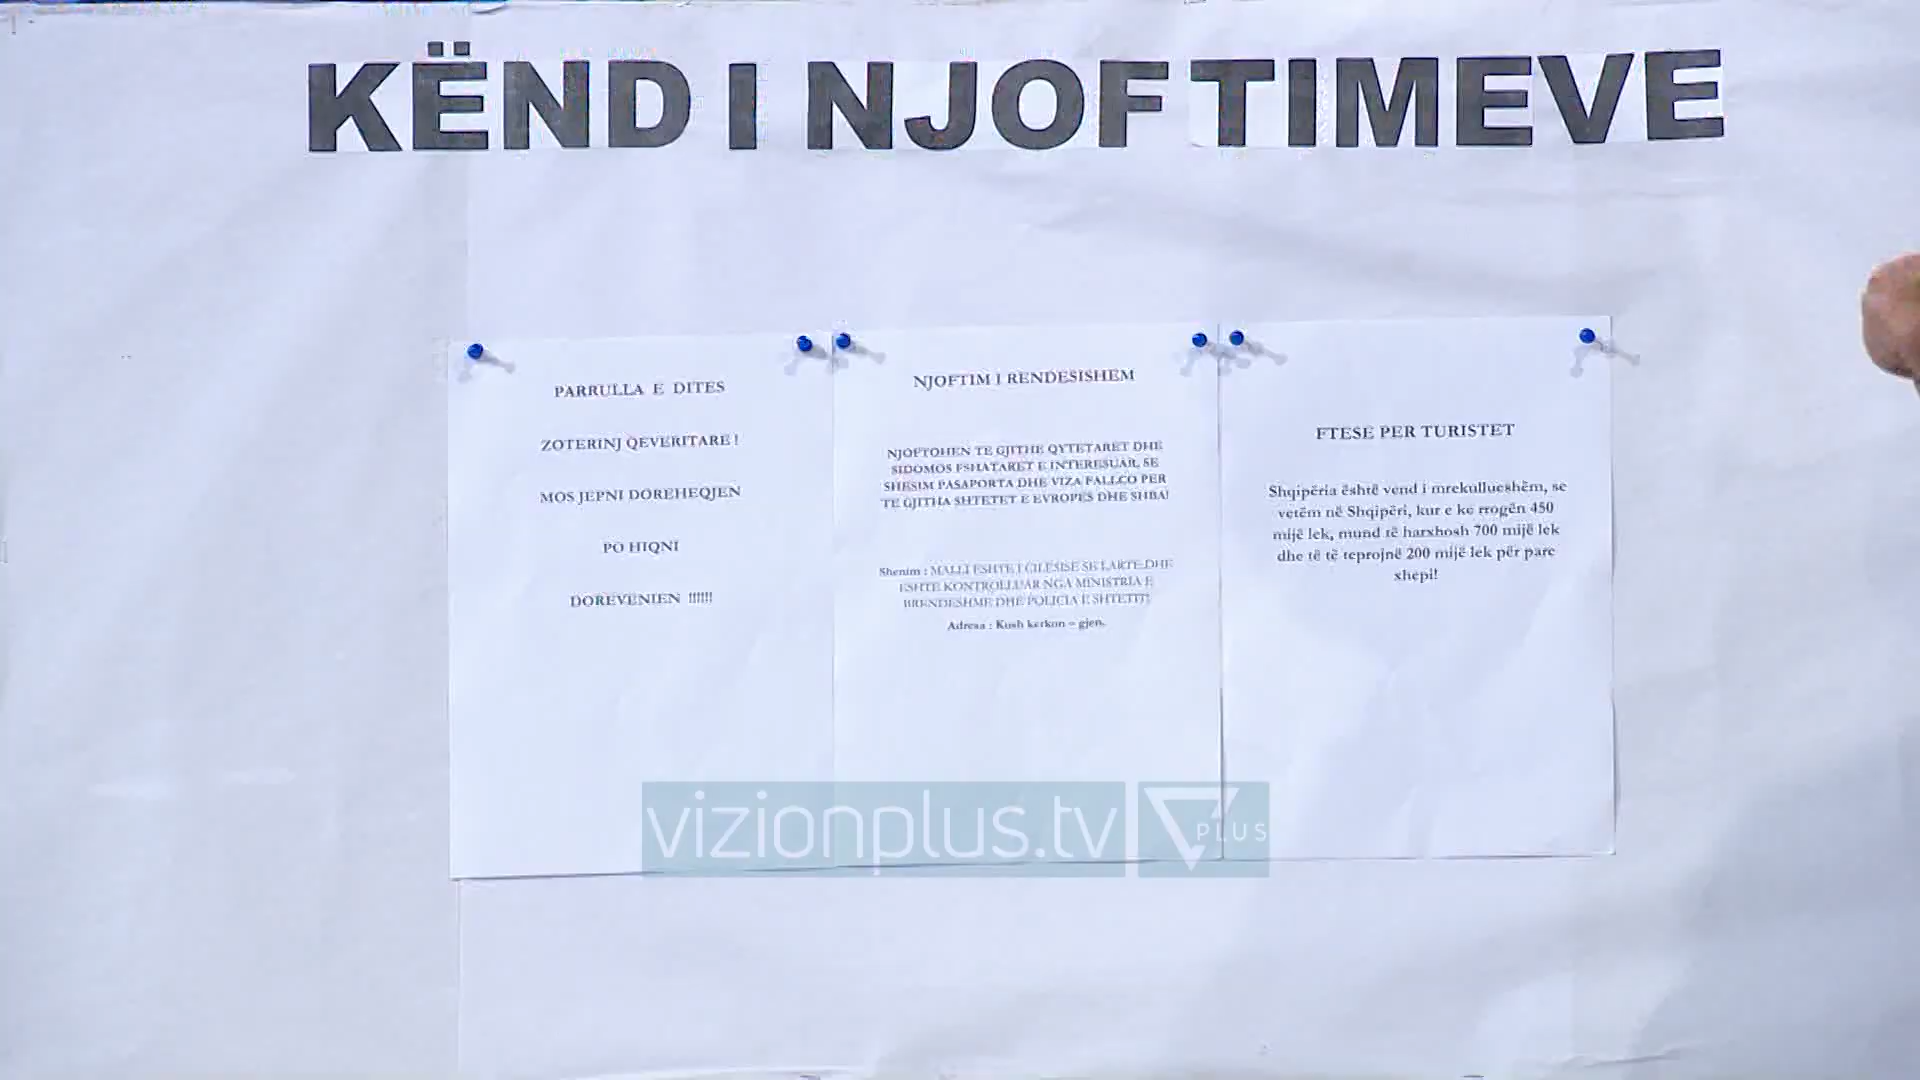 KËND I NJOFTIMEVE
PARRULLA E DITES
ZOTERINJ QEVERITARE !
MOS JEPNI DOREHEQJEN
PO HIQNI
DOREVENIEN !!!!!!
NJOFTIM I RENDESISHEM
NJOFTOHEN TE GJITHE QYTETARET DHE
SIDOMOS FSHATARET E INTERESUAR, SE
SHESIM PASAPORTA DHE VIZA FALLCO PER
TE GJITHA SHTETET E EVROPES DHE SHBA!
Shenim : MALLI ESHTE I CILESISE SE LARTE DHE
ESHTE KONTROLLUAR NGA MINISTRIA E
BRENDESHME DHE POLICIA E SHTETIT!
Adresa : Kush kerkon – gjen.
FTESE PER TURISTET
Shqipëria është vend i mrekullueshëm, se
vetëm në Shqipëri, kur e ke rrogën 450
mijë lek, mund të harxhosh 700 mijë lek
dhe të të teprojnë 200 mijë lek për pare
xhepi!
vizionplus.tv PLUS